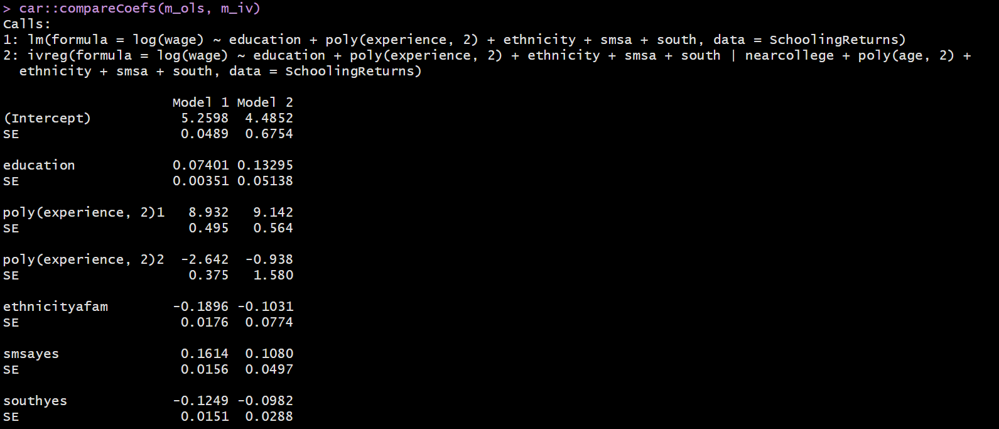 > car::compareCoefs(m_ols, m_iv)
Calls:
1: lm(formula = log(wage) ~ education + poly(experience, 2) + ethnicity + smsa + south, data = SchoolingReturns)
2: ivreg(formula = log(wage) ~ education + poly(experience, 2) + ethnicity + smsa + south | nearcollege + poly(age, 2) +
  ethnicity + smsa + south, data = SchoolingReturns)

                     Model 1 Model 2
(Intercept)           5.2598  4.4852
SE                    0.0489  0.6754

education            0.07401 0.13295
SE                   0.00351 0.05138

poly(experience, 2)1   8.932   9.142
SE                     0.495   0.564

poly(experience, 2)2  -2.642  -0.938
SE                     0.375   1.580

ethnicityafam        -0.1896 -0.1031
SE                    0.0176  0.0774

smsayes               0.1614  0.1080
SE                    0.0156  0.0497

southyes             -0.1249 -0.0982
SE                    0.0151  0.0288